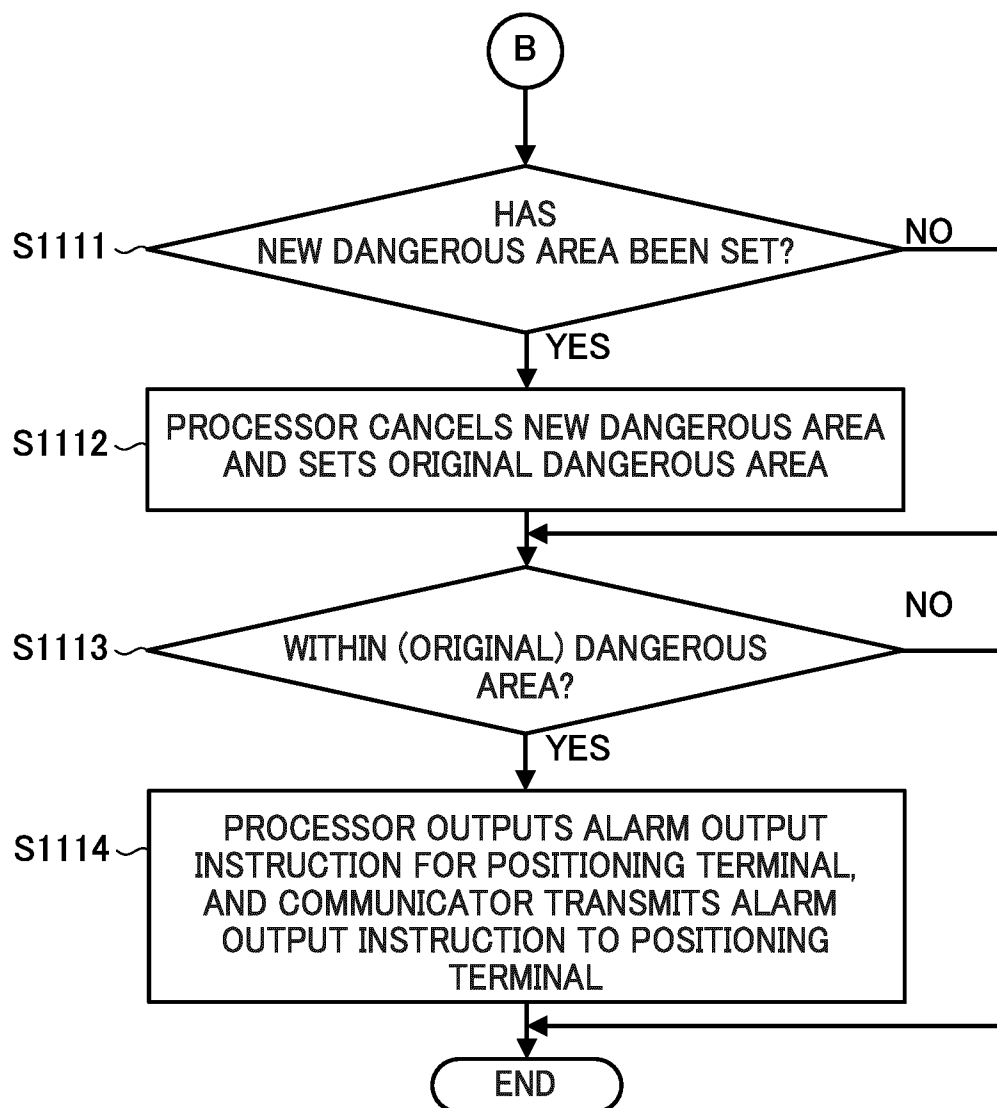 B
S1111
HAS
NEW DANGEROUS AREA BEEN SET?
NO
YES
S1112
PROCESSOR CANCELS NEW DANGEROUS AREA
AND SETS ORIGINAL DANGEROUS AREA
S1113
WITHIN (ORIGINAL) DANGEROUS
AREA?
NO
YES
S1114
PROCESSOR OUTPUTS ALARM OUTPUT
INSTRUCTION FOR POSITIONING TERMINAL,
AND COMMUNICATOR TRANSMITS ALARM
OUTPUT INSTRUCTION TO POSITIONING
TERMINAL
END